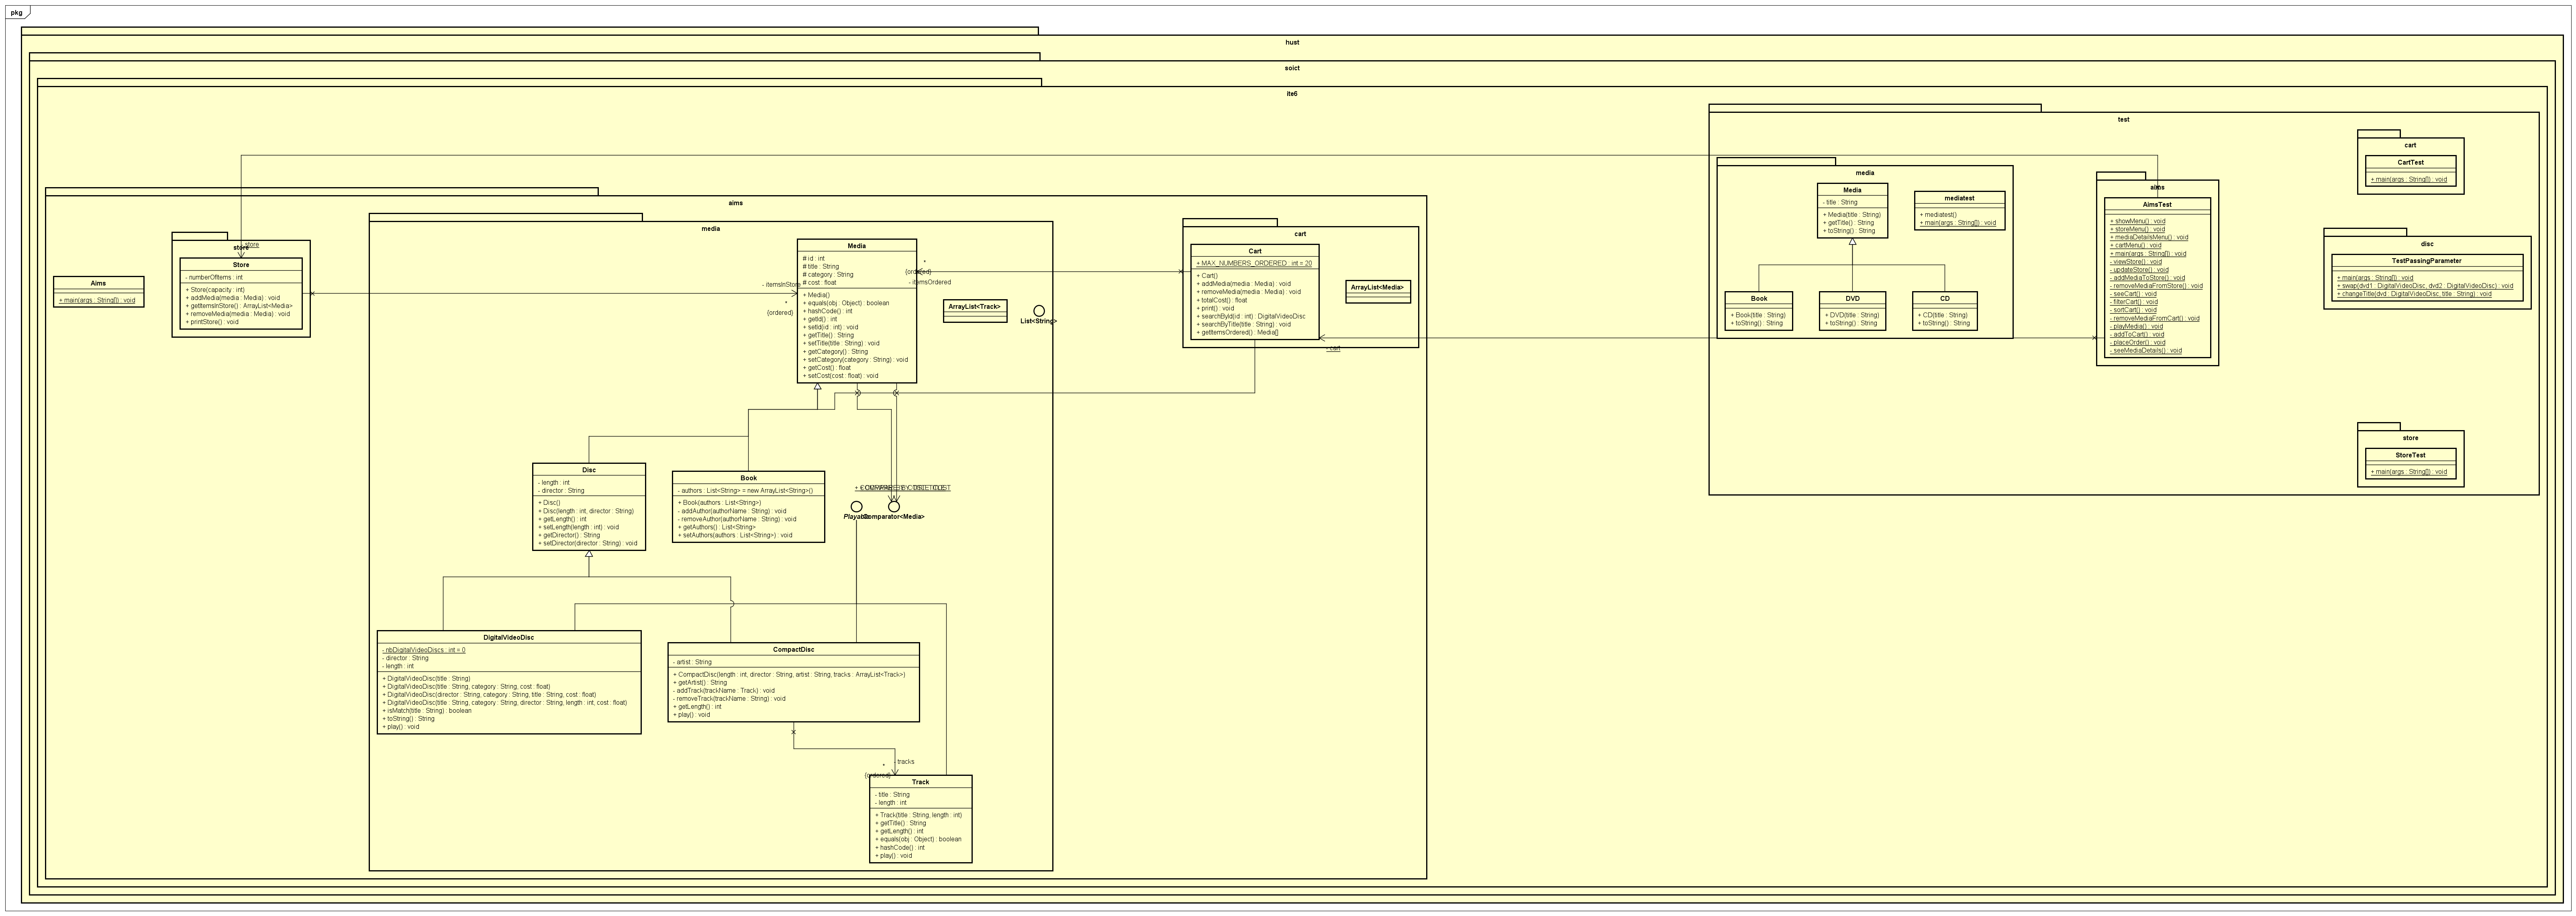 pkg
hust
soict
ite6
aims
Aims
+ main(args : String[]) : void
store
- store
Store
- numberOfItems : int
+ Store(capacity : int)
+ addMedia(media : Media) : void
+ getItemsInStore() : ArrayList<Media>
+ removeMedia(media : Media) : void
+ printStore() : void
media
Media
# id : int
# title : String
# category : String
# cost : float
+ Media()
+ equals(obj : Object) : boolean
+ hashCode() : int
+ getId() : int
+ setId(id : int) : void
+ getTitle() : String
+ setTitle(title : String) : void
+ getCategory() : String
+ setCategory(category : String) : void
+ getCost() : float
+ setCost(cost : float) : void
- itemsInStore
*
{ordered}
*
{ordered}
- itemsOrdered
ArrayList<Track>
List<String>
Disc
- length : int
- director : String
+ Disc()
+ Disc(length : int, director : String)
+ getLength() : int
+ setLength(length : int) : void
+ getDirector() : String
+ setDirector(director : String) : void
Book
- authors : List<String> = new ArrayList<String>()
+ Book(authors : List<String>)
- addAuthor(authorName : String) : void
- removeAuthor(authorName : String) : void
+ getAuthors() : List<String>
+ setAuthors(authors : List<String>) : void
Playable
Comparator<Media>
DigitalVideoDisc
- nbDigitalVideoDiscs : int = 0
- director : String
- length : int
+ DigitalVideoDisc(title : String)
+ DigitalVideoDisc(title : String, category : String, cost : float)
+ DigitalVideoDisc(director : String, category : String, title : String, cost : float)
+ DigitalVideoDisc(title : String, category : String, director : String, length : int, cost : float)
+ isMatch(title : String) : boolean
+ toString() : String
+ play() : void
CompactDisc
- artist : String
+ CompactDisc(length : int, director : String, artist : String, tracks : ArrayList<Track>)
+ getArtist() : String
- addTrack(trackName : Track) : void
- removeTrack(trackName : String) : void
+ getLength() : int
+ play() : void
- tracks
*
{ordered}
Track
- title : String
- length : int
+ Track(title : String, length : int)
+ getTitle() : String
+ getLength() : int
+ equals(obj : Object) : boolean
+ hashCode() : int
+ play() : void
cart
Cart
+ MAX_NUMBERS_ORDERED : int = 20
+ Cart()
+ addMedia(media : Media) : void
+ removeMedia(media : Media) : void
+ totalCost() : float
+ print() : void
+ searchById(id : int) : DigitalVideoDisc
+ searchByTitle(title : String) : void
+ getItemsOrdered() : Media[]
ArrayList<Media>
- cart
test
media
Media
- title : String
+ Media(title : String)
+ getTitle() : String
+ toString() : String
mediatest
+ mediatest()
+ main(args : String[]) : void
Book
+ Book(title : String)
+ toString() : String
DVD
+ DVD(title : String)
+ toString() : String
CD
+ CD(title : String)
+ toString() : String
aims
AimsTest
+ showMenu() : void
+ storeMenu() : void
+ mediaDetailsMenu() : void
+ cartMenu() : void
+ main(args : String[]) : void
- viewStore() : void
- updateStore() : void
- addMediaToStore() : void
- removeMediaFromStore() : void
- seeCart() : void
- filterCart() : void
- sortCart() : void
- removeMediaFromCart() : void
- playMedia() : void
- addToCart() : void
- placeOrder() : void
- seeMediaDetails() : void
cart
CartTest
+ main(args : String[]) : void
disc
TestPassingParameter
+ main(args : String[]) : void
+ swap(dvd1 : DigitalVideoDisc, dvd2 : DigitalVideoDisc) : void
+ changeTitle(dvd : DigitalVideoDisc, title : String) : void
store
StoreTest
+ main(args : String[]) : void